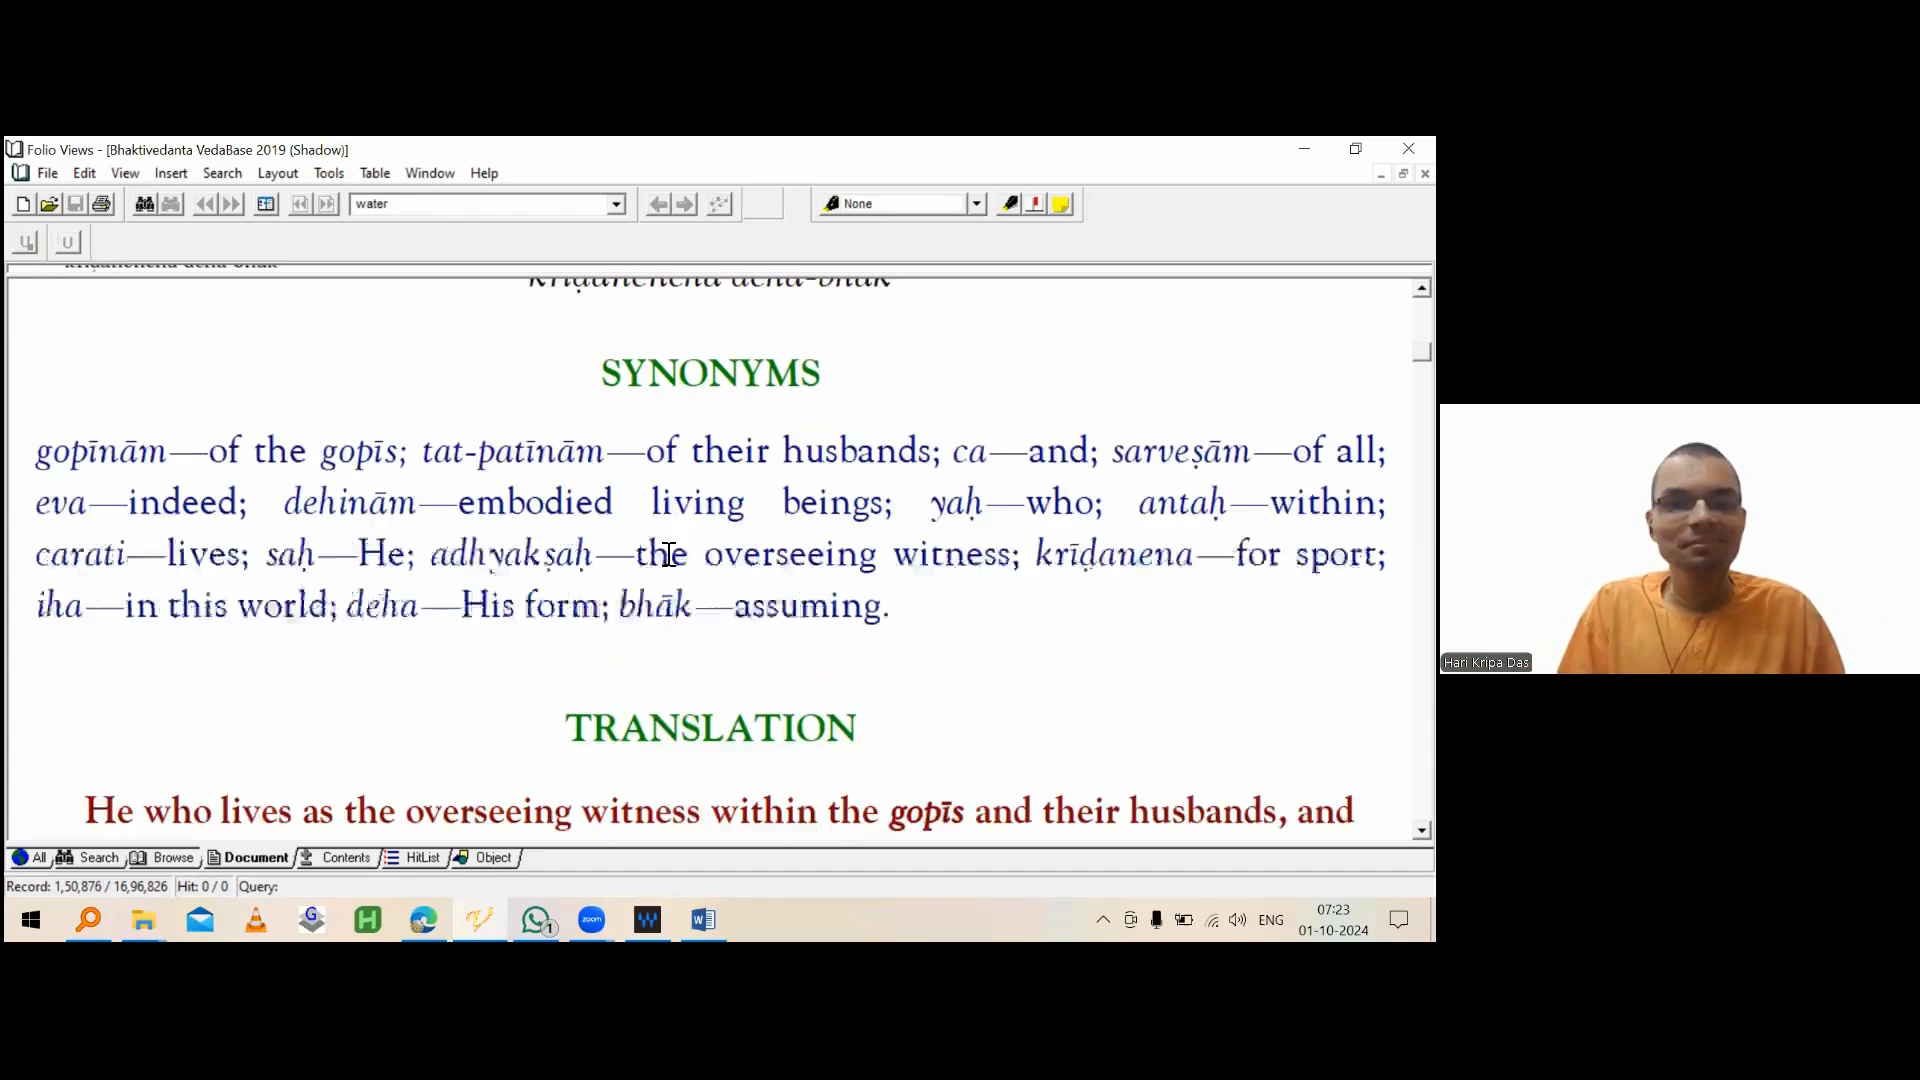 Folio Views - [Bhaktivedanta VedaBase 2019 (Shadow)]
File Edit View Insert Search Layout Tools Table Window Help
water None
krīḍaneneha deha-bhāk
SYNONYMS
gopīnām—of the gopīs; tat-patīnām—of their husbands; ca—and; sarveṣām—of all;
eva—indeed; dehinām—embodied living beings; yaḥ—who; antaḥ—within;
carati—lives; saḥ—He; adhyakṣaḥ—the overseeing witness; krīḍanena—for sport;
iha—in this world; deha—His form; bhāk—assuming.
TRANSLATION
He who lives as the overseeing witness within the gopīs and their husbands, and
All Search Browse Document Contents HitList Object
Record: 1,50,876 / 16,96,826 Hit: 0 / 0 Query:
zoom
1
ENG
07:23
01-10-2024
Hari Kripa Das